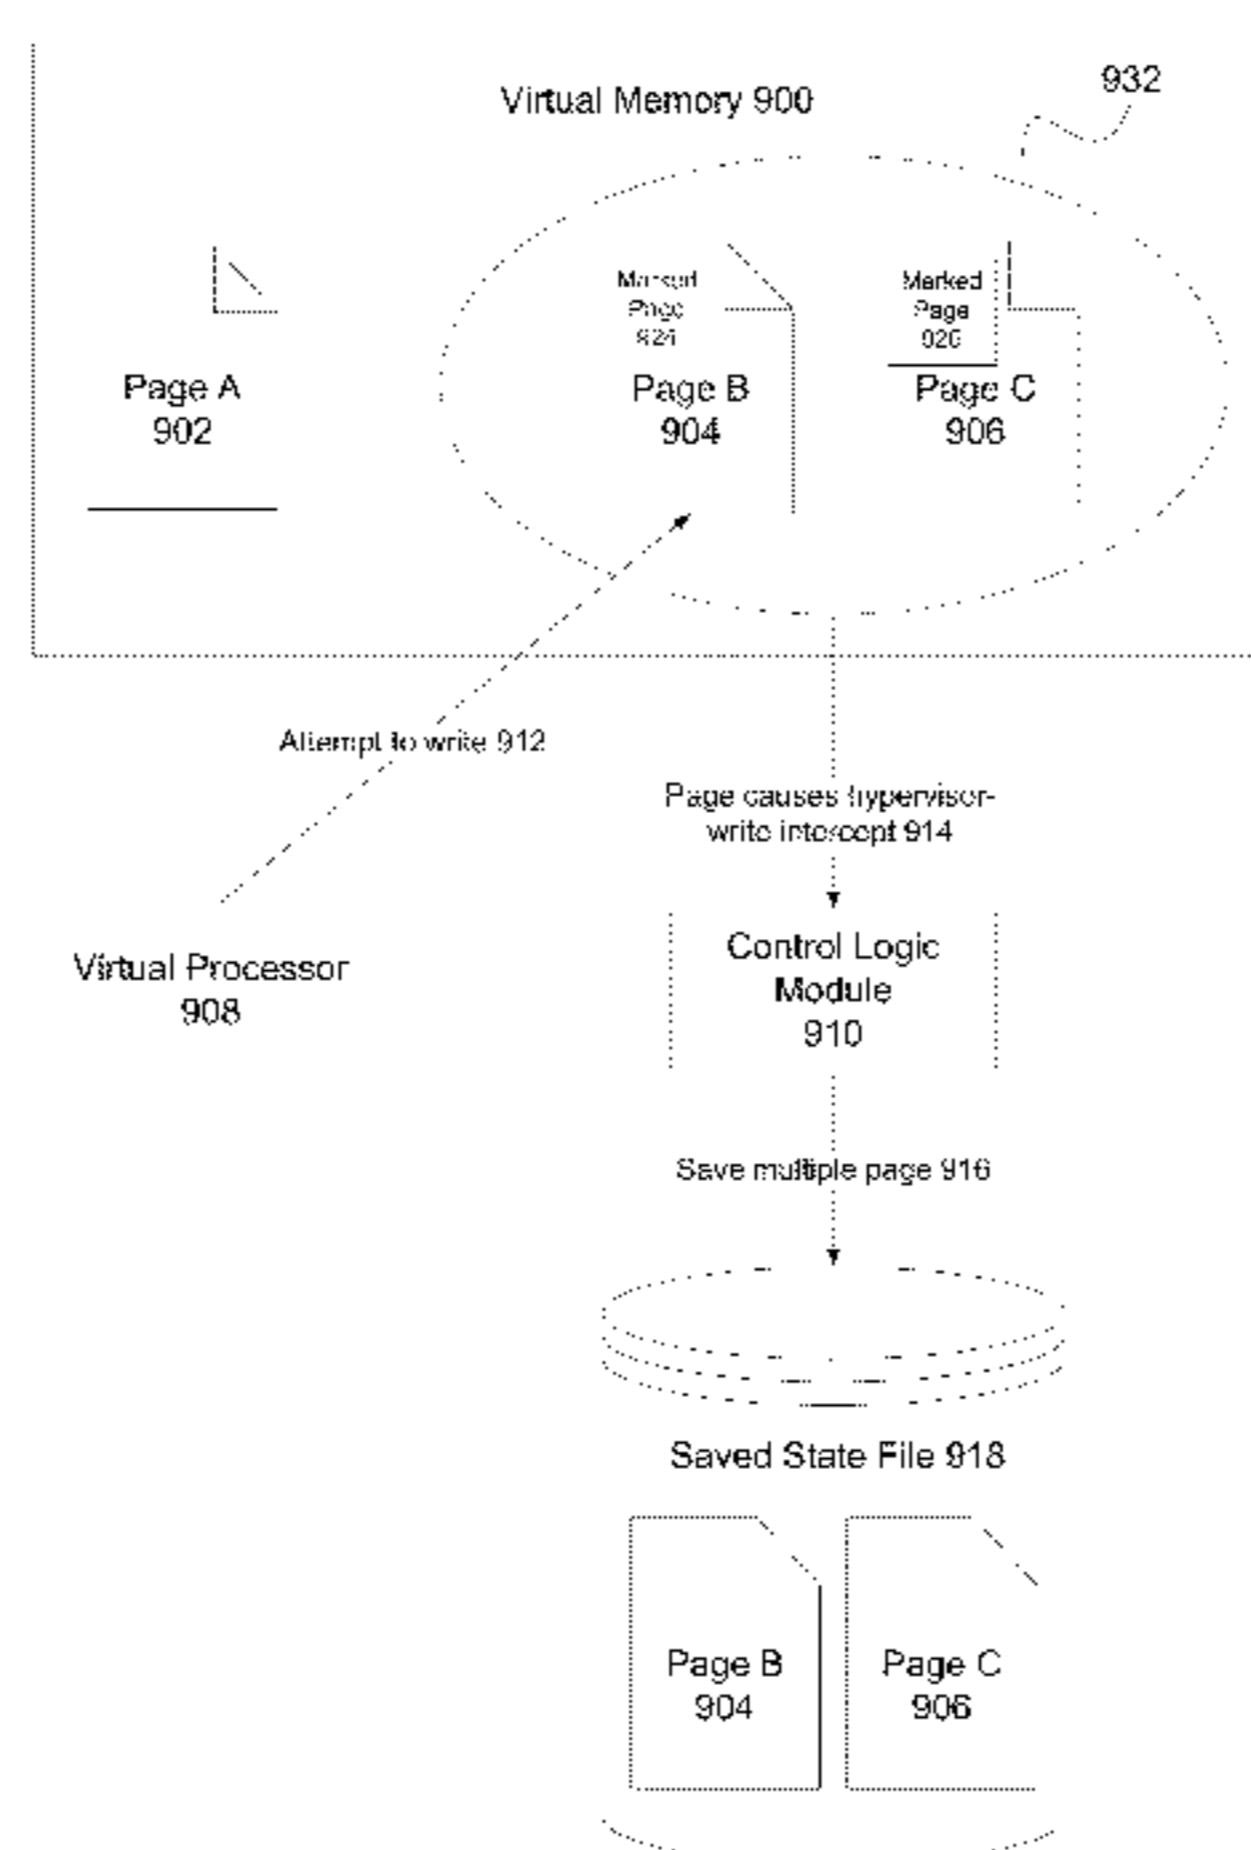 Virtual Memory 900
932
Marked
Page
924
Marked
Page
926
Page A
902
Page B
904
Page C
906
Attempt to write 912
Page causes hypervisor-
write intercept 914
Virtual Processor
908
Control Logic
Module
910
Save multiple page 916
Saved State File 918
Page B
904
Page C
906